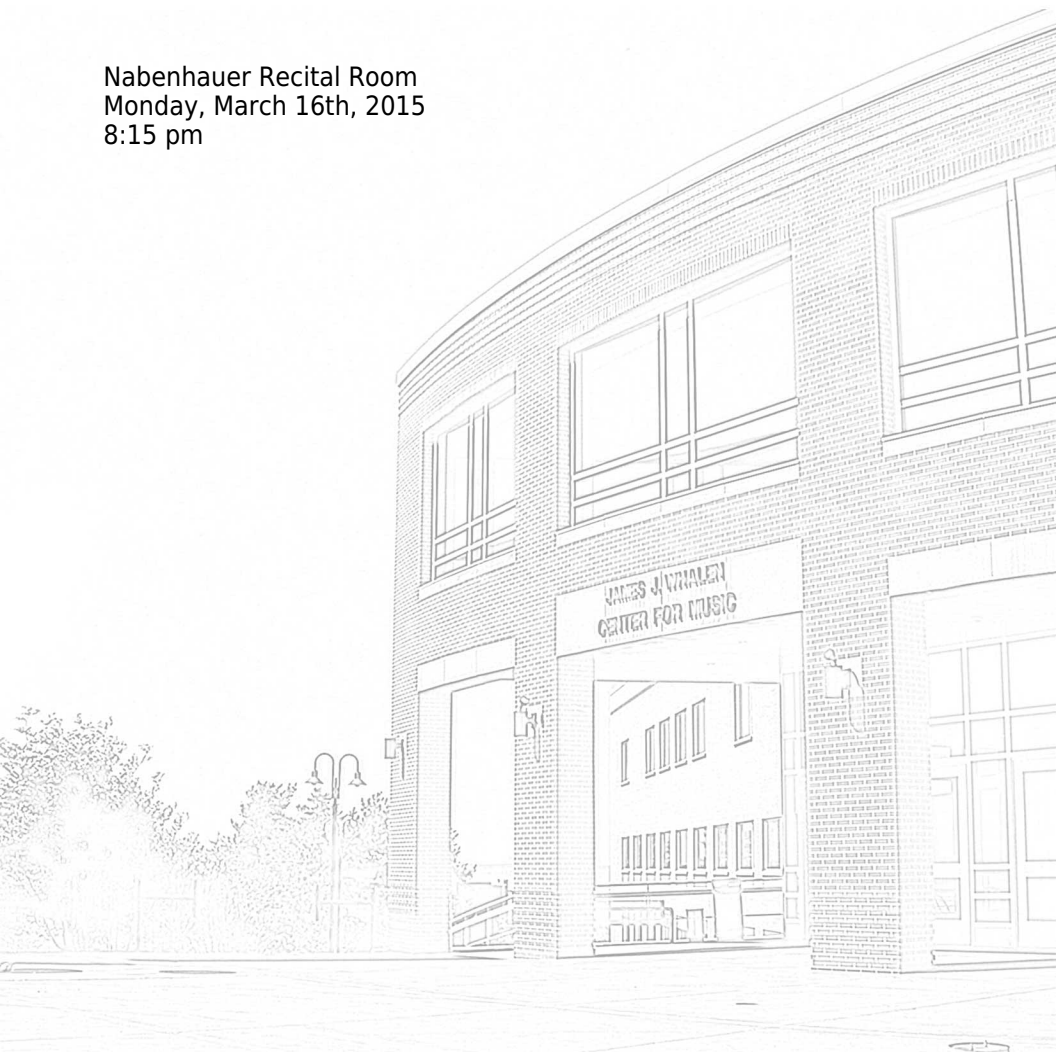 Nabenhauer Recital Room
Monday, March 16th, 2015
8:15 pm
JAMES J. WHALEN
CENTER FOR MUSIC